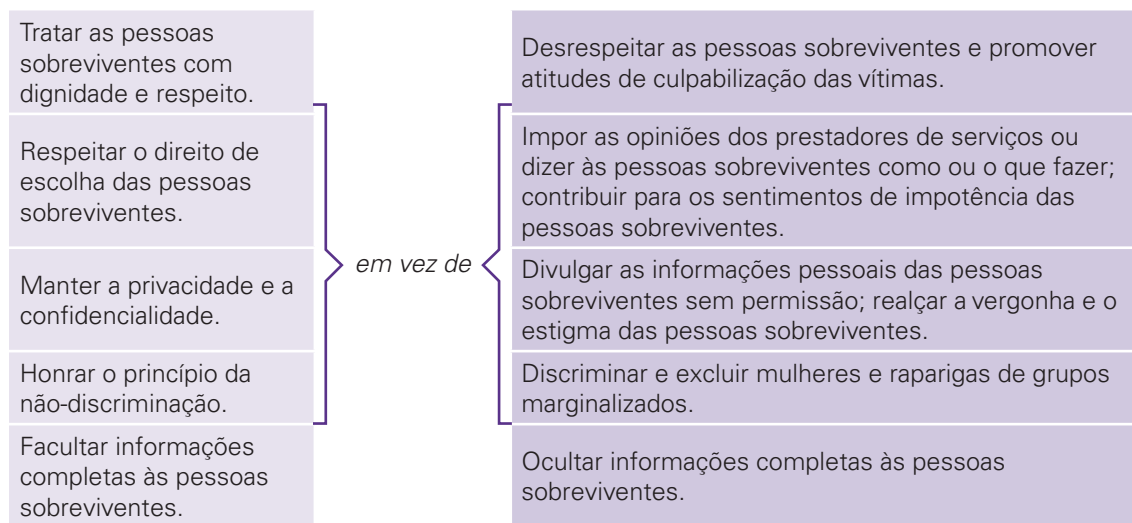 Tratar as pessoas
sobreviventes com
dignidade e respeito.
Respeitar o direito de
escolha das pessoas
sobreviventes.
Manter a privacidade e a
confidencialidade.
Honrar o princípio da
não-discriminação.
Facultar informações
completas às pessoas
sobreviventes.
em vez de
Desrespeitar as pessoas sobreviventes e promover
atitudes de culpabilização das vítimas.
Impor as opiniões dos prestadores de serviços ou
dizer às pessoas sobreviventes como ou o que fazer;
contribuir para os sentimentos de impotência das
pessoas sobreviventes.
Divulgar as informações pessoais das pessoas
sobreviventes sem permissão; realçar a vergonha e o
estigma das pessoas sobreviventes.
Discriminar e excluir mulheres e raparigas de grupos
marginalizados.
Ocultar informações completas às pessoas
sobreviventes.